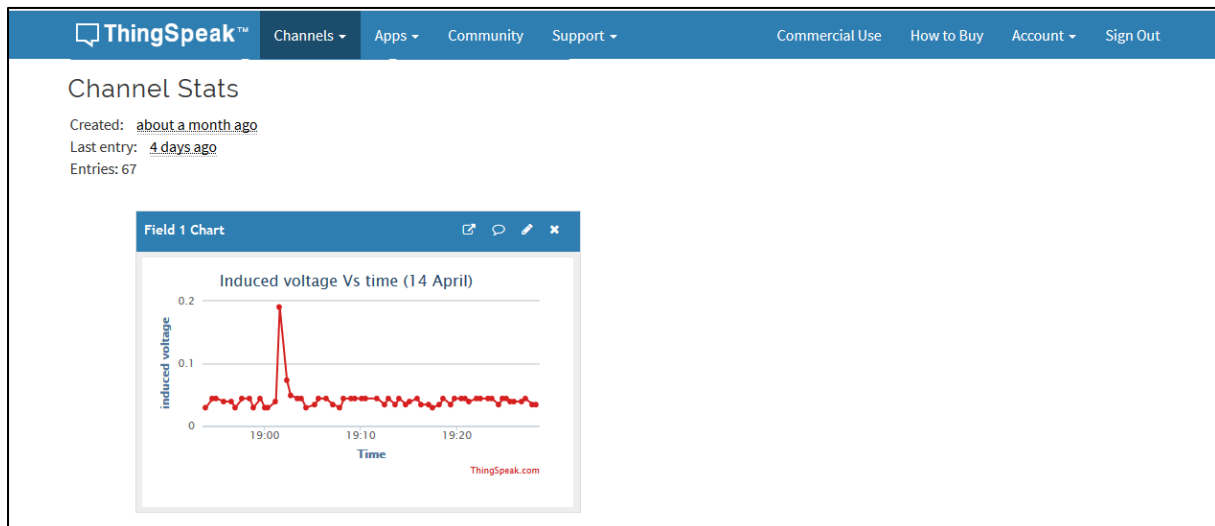 ThingSpeak™ Channels Apps Community Support Commercial Use How to Buy Account Sign Out
Channel Stats
Created: about a month ago
Last entry: 4 days ago
Entries: 67
Field 1 Chart
Induced voltage Vs time (14 April)
induced voltage
0.2
0.1
0
19:00 19:10 19:20
Time
ThingSpeak.com